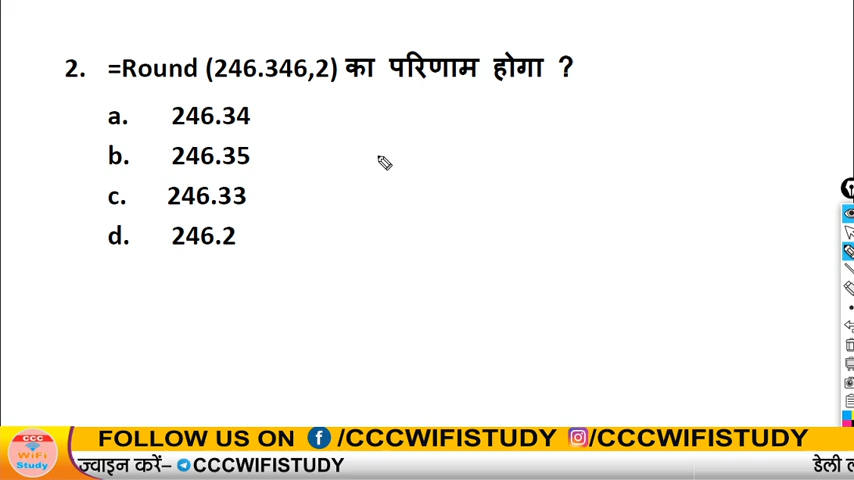 2. =Round (246.346,2) का परिणाम होगा ?
a. 246.34
b. 246.35
c. 246.33
d. 246.2
FOLLOW US ON /CCCWIFISTUDY /CCCWIFISTUDY
CCC
WiFi
Study
ज्वाइन करें– CCCWIFISTUDY
डेली